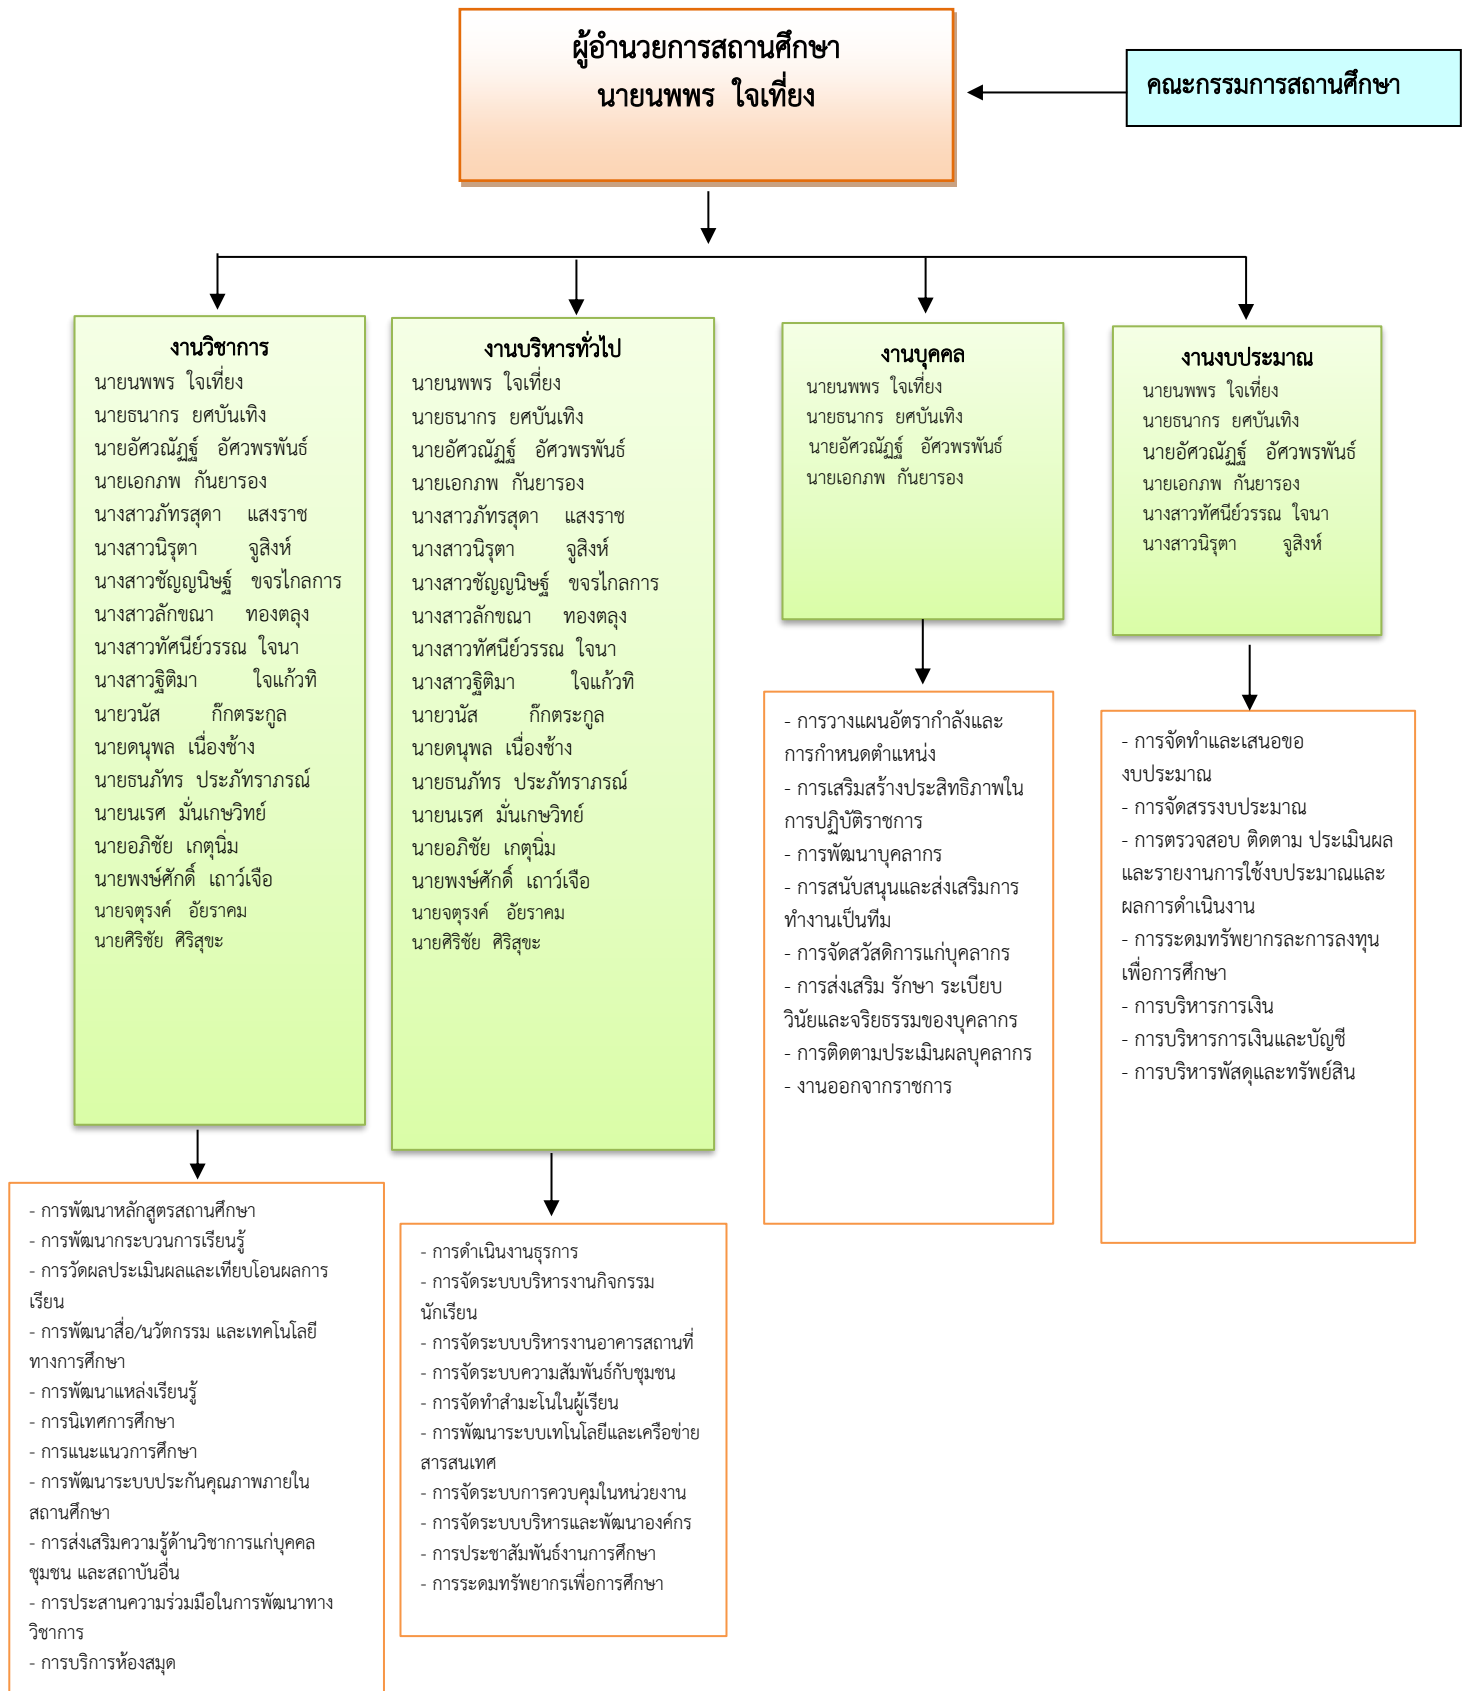 ผู้อำนวยการสถานศึกษา
นายนพพร ใจเที่ยง
คณะกรรมการสถานศึกษา
งานวิชาการ
นายนพพร ใจเที่ยง
นายธนากร ยศบันเทิง
นายอัศวณัฏฐ์ อัศวพรพันธ์
นายเอกภพ กันยารอง
นางสาวภัทรสุดา แสงราช
นางสาวนิรุตา จูสิงห์
นางสาวชัญญนิษฐ์ ขจรไกลการ
นางสาวลักขณา ทองตลุง
นางสาวทัศนีย์วรรณ ใจนา
นางสาวฐิติมา ใจแก้วทิ
นายวนัส ก๊กตระกูล
นายดนุพล เนื่องช้าง
นายธนภัทร ประภัทราภรณ์
นายนเรศ มั่นเกษวิทย์
นายอภิชัย เกตุนิ่ม
นายพงษ์ศักดิ์ เถาว์เจือ
นายจตุรงค์ อัยราคม
นายศิริชัย ศิริสุขะ
งานบริหารทั่วไป
นายนพพร ใจเที่ยง
นายธนากร ยศบันเทิง
นายอัศวณัฏฐ์ อัศวพรพันธ์
นายเอกภพ กันยารอง
นางสาวภัทรสุดา แสงราช
นางสาวนิรุตา จูสิงห์
นางสาวชัญญนิษฐ์ ขจรไกลการ
นางสาวลักขณา ทองตลุง
นางสาวทัศนีย์วรรณ ใจนา
นางสาวฐิติมา ใจแก้วทิ
นายวนัส ก๊กตระกูล
นายดนุพล เนื่องช้าง
นายธนภัทร ประภัทราภรณ์
นายนเรศ มั่นเกษวิทย์
นายอภิชัย เกตุนิ่ม
นายพงษ์ศักดิ์ เถาว์เจือ
นายจตุรงค์ อัยราคม
นายศิริชัย ศิริสุขะ
งานบุคคล
นายนพพร ใจเที่ยง
นายธนากร ยศบันเทิง
นายอัศวณัฏฐ์ อัศวพรพันธ์
นายเอกภพ กันยารอง
งานงบประมาณ
นายนพพร ใจเที่ยง
นายธนากร ยศบันเทิง
นายอัศวณัฏฐ์ อัศวพรพันธ์
นายเอกภพ กันยารอง
นางสาวทัศนีย์วรรณ ใจนา
นางสาวนิรุตา จูสิงห์
- การพัฒนาหลักสูตรสถานศึกษา
- การพัฒนากระบวนการเรียนรู้
- การวัดผลประเมินผลและเทียบโอนผลการ
เรียน
- การพัฒนาสื่อ/นวัตกรรม และเทคโนโลยี
ทางการศึกษา
- การพัฒนาแหล่งเรียนรู้
- การนิเทศการศึกษา
- การแนะแนวการศึกษา
- การพัฒนาระบบประกันคุณภาพภายใน
สถานศึกษา
- การส่งเสริมความรู้ด้านวิชาการแก่บุคคล
ชุมชน และสถาบันอื่น
- การประสานความร่วมมือในการพัฒนาทาง
วิชาการ
- การบริการห้องสมุด
- การดำเนินงานธุรการ
- การจัดระบบบริหารงานกิจกรรม
นักเรียน
- การจัดระบบบริหารงานอาคารสถานที่
- การจัดระบบความสัมพันธ์กับชุมชน
- การจัดทำสำมะโนในผู้เรียน
- การพัฒนาระบบเทโนโลยีและเครือข่าย
สารสนเทศ
- การจัดระบบการควบคุมในหน่วยงาน
- การจัดระบบบริหารและพัฒนาองค์กร
- การประชาสัมพันธ์งานการศึกษา
- การระดมทรัพยากรเพื่อการศึกษา
- การวางแผนอัตรากำลังและ
การกำหนดตำแหน่ง
- การเสริมสร้างประสิทธิภาพใน
การปฏิบัติราชการ
- การพัฒนาบุคลากร
- การสนับสนุนและส่งเสริมการ
ทำงานเป็นทีม
- การจัดสวัสดิการแก่บุคลากร
- การส่งเสริม รักษา ระเบียบ
วินัยและจริยธรรมของบุคลากร
- การติดตามประเมินผลบุคลากร
- งานออกจากราชการ
- การจัดทำและเสนอขอ
งบประมาณ
- การจัดสรรงบประมาณ
- การตรวจสอบ ติดตาม ประเมินผล
และรายงานการใช้งบประมาณและ
ผลการดำเนินงาน
- การระดมทรัพยากรละการลงทุน
เพื่อการศึกษา
- การบริหารการเงิน
- การบริหารการเงินและบัญชี
- การบริหารพัสดุและทรัพย์สิน